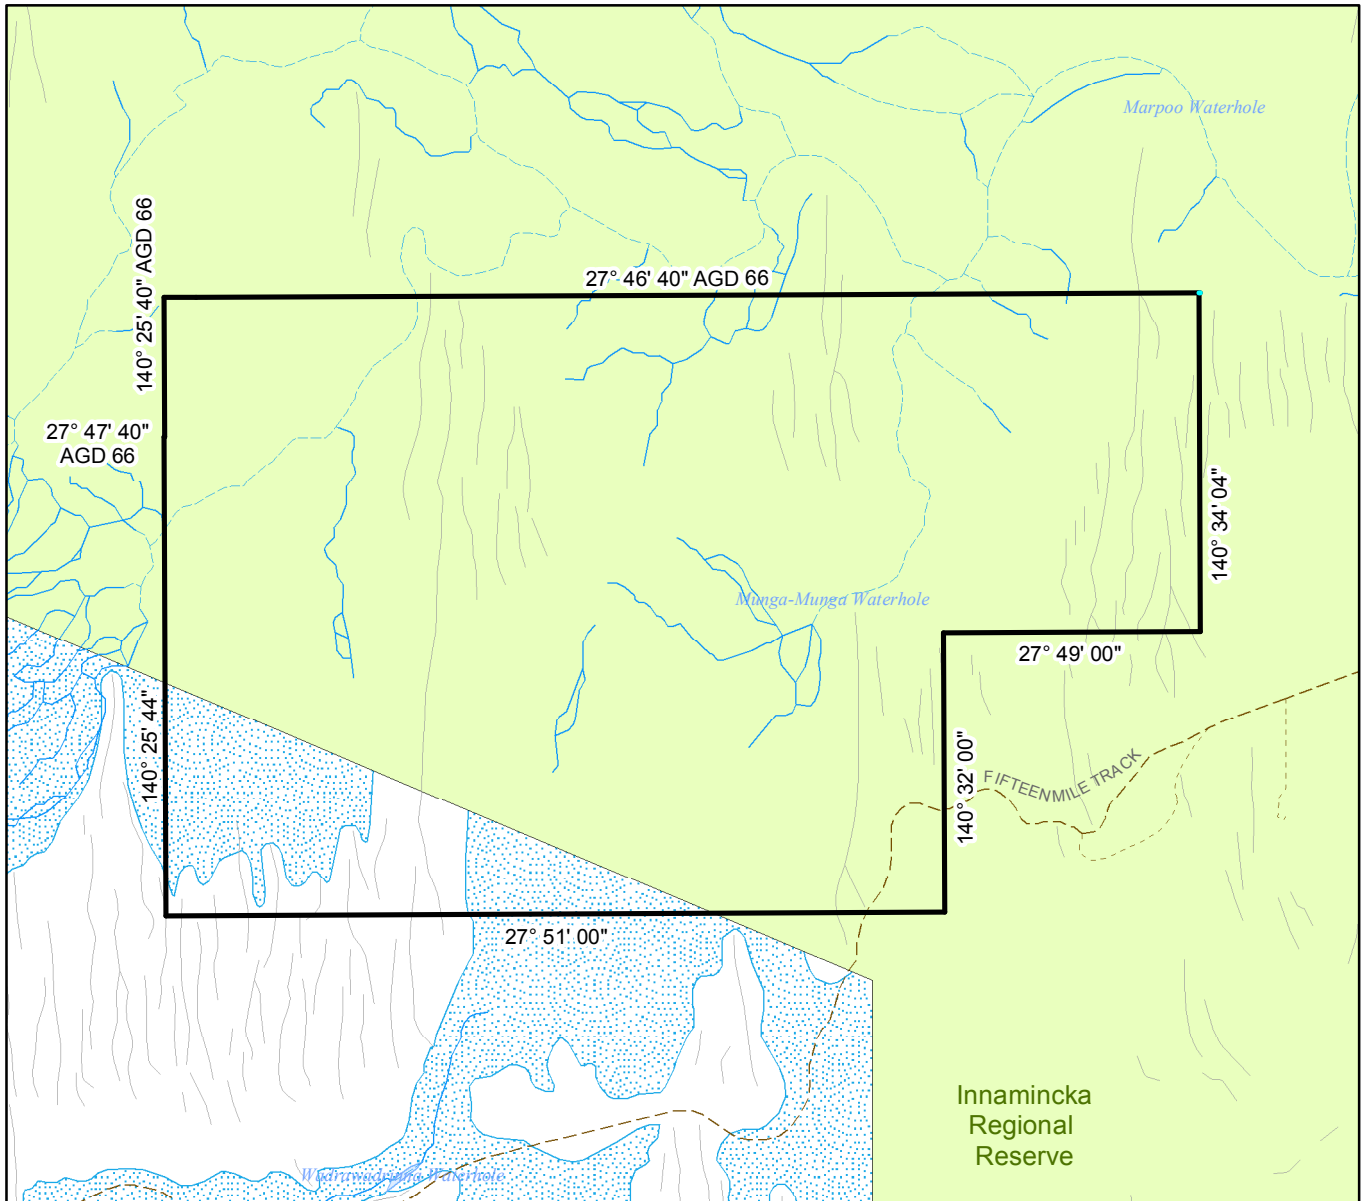 Marpoo Waterhole
140° 25' 40" AGD 66
27° 46' 40" AGD 66
27° 47' 40"
AGD 66
140° 34' 04"
Munga-Munga Waterhole
27° 49' 00"
140° 25' 44"
140° 32' 00"
FIFTEENMILE TRACK
27° 51' 00"
Innamincka
Regional
Reserve
Waterhole